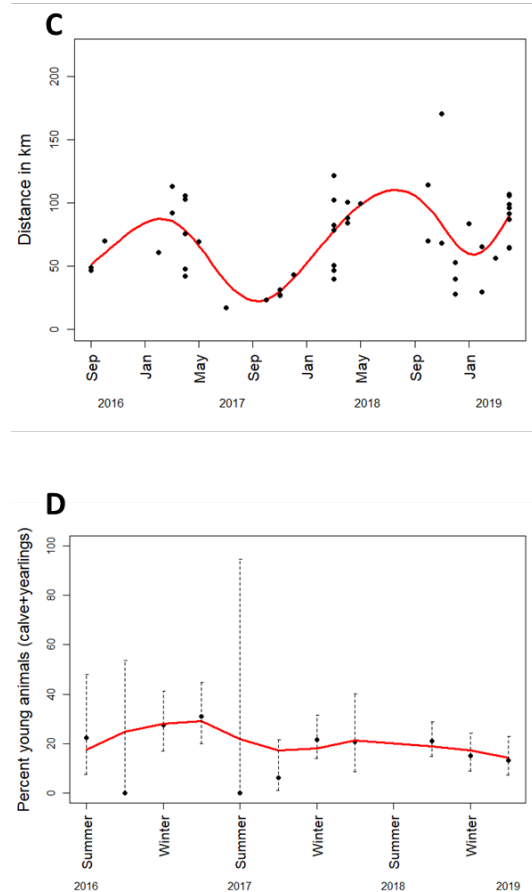 C
Distance in km
200
150
100
50
0
Sep Jan May Sep Jan May Sep Jan
2016 2017 2018 2019
D
Percent young animals (calve+yearlings)
100
80
60
40
20
0
Summer Winter Summer Winter Summer Winter
2016 2017 2018 2019